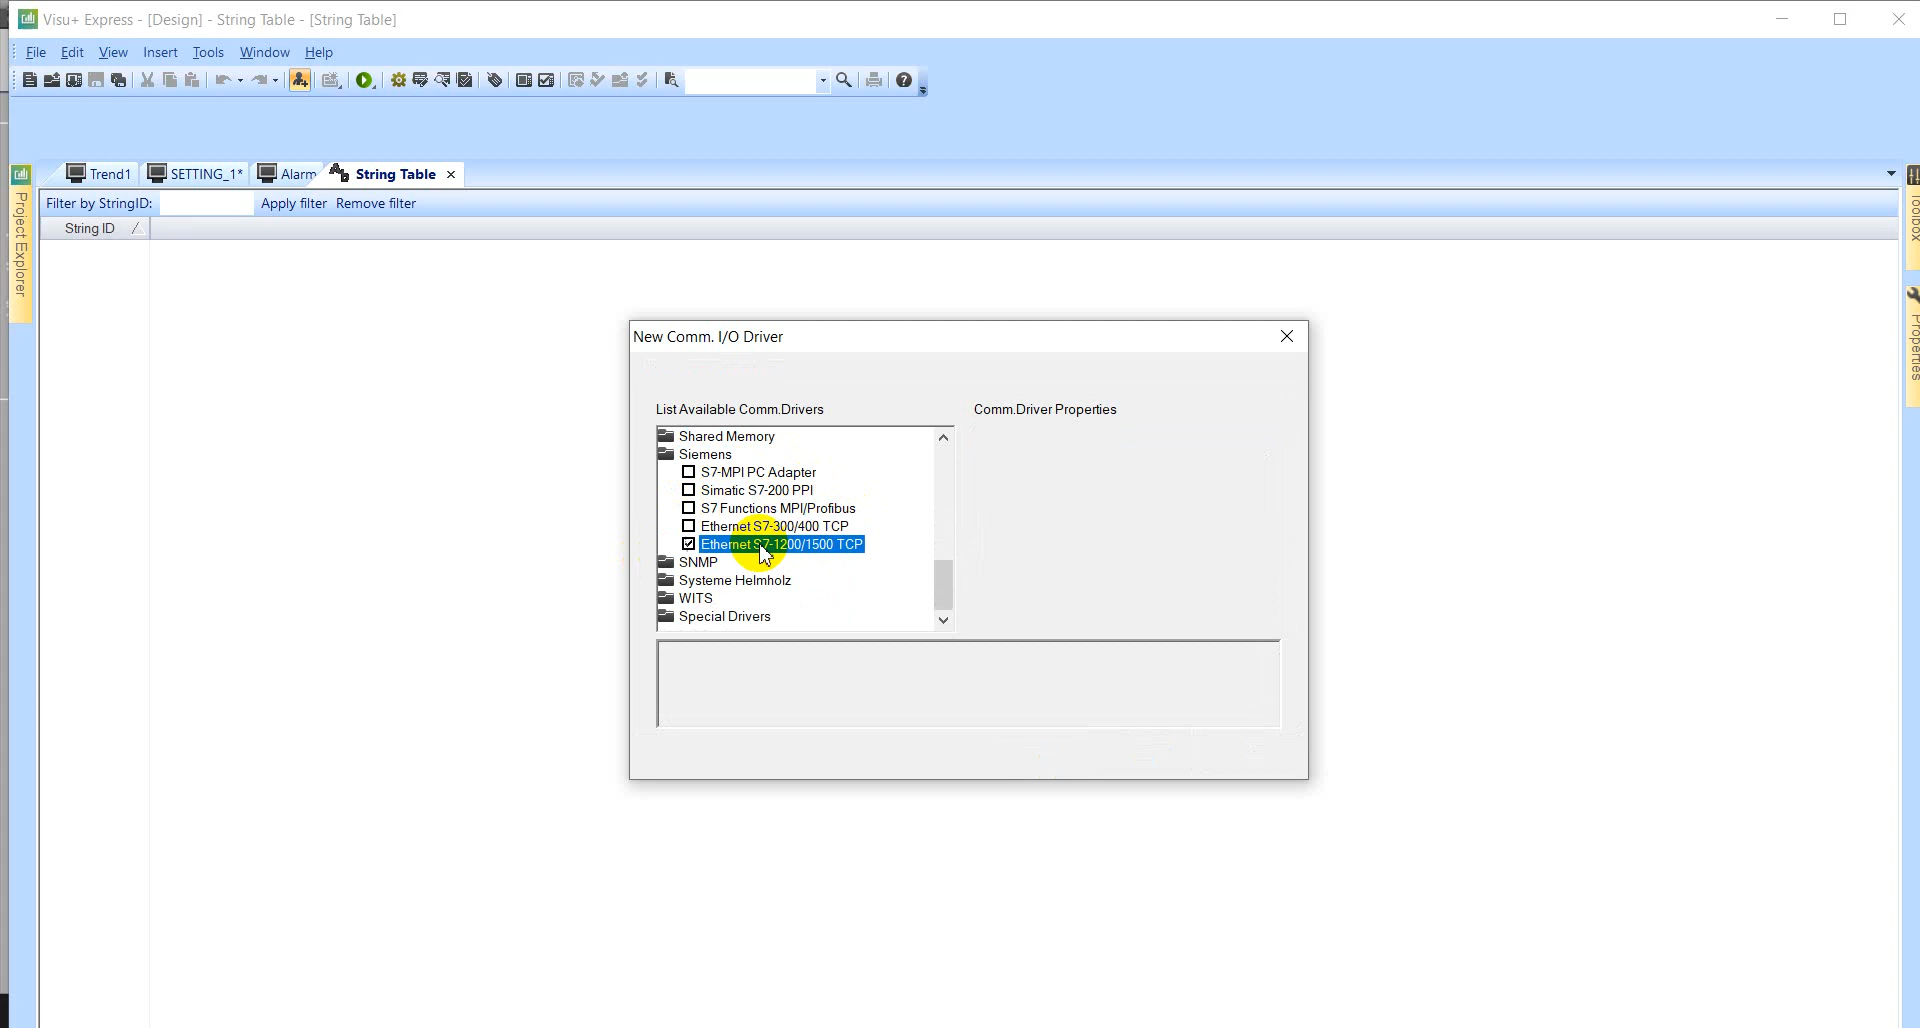 Visu+ Express - [Design] - String Table - [String Table]
File Edit View Insert Tools Window Help
Trend1 SETTING_1* Alarm String Table
Project Explorer
Toolbox
Properties
Filter by StringID: Apply filter Remove filter
String ID
New Comm. I/O Driver
List Available Comm.Drivers
Comm.Driver Properties
Shared Memory
Siemens
S7-MPI PC Adapter
Simatic S7-200 PPI
S7 Functions MPI/Profibus
Ethernet S7-300/400 TCP
Ethernet S7-1200/1500 TCP
SNMP
Systeme Helmholz
WITS
Special Drivers